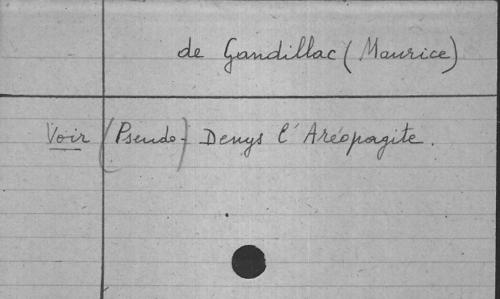 de Gandillac (Maurice)
Voir (Pseudo-) Denys l'Aréopagite.